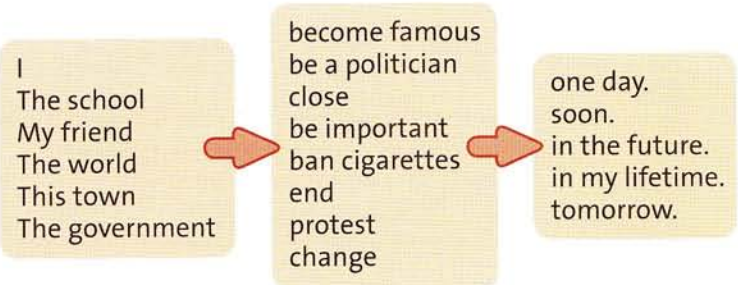 I
The school
My friend
The world
This town
The government
become famous
be a politician
close
be important
ban cigarettes
end
protest
change
one day.
soon.
in the future.
in my lifetime.
tomorrow.